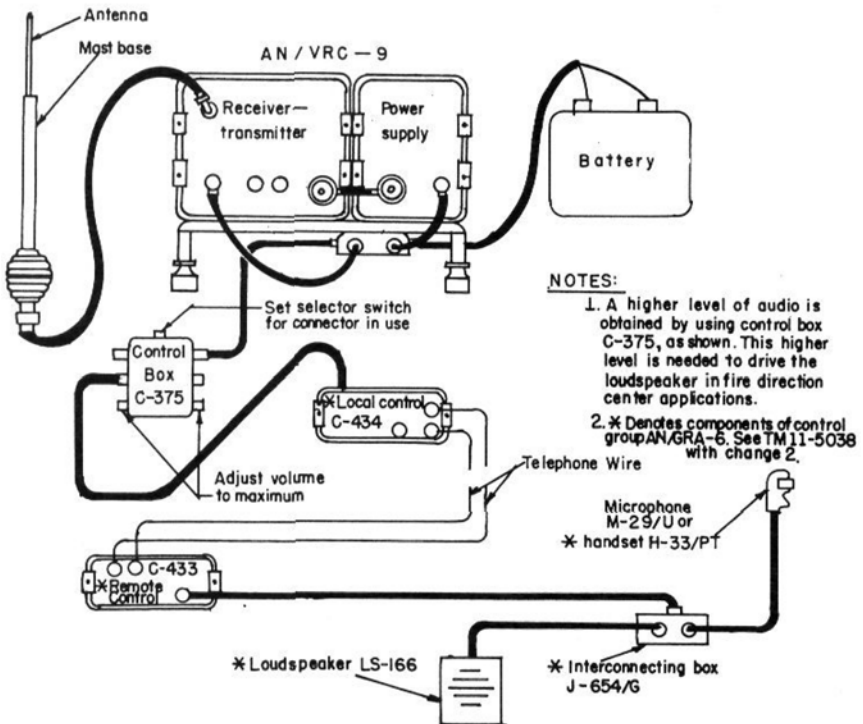 Antenna
Mast base
AN/VRC-9
Receiver-
transmitter
Power
supply
Battery
Set selector switch
for connector in use
Control
Box
C-375
Adjust volume
to maximum
* Local control
C-434
Telephone Wire
NOTES:
1. A higher level of audio is
obtained by using control box
C-375, as shown. This higher
level is needed to drive the
loudspeaker in fire direction
center applications.
2. * Denotes components of control
group AN/GRA-6. See TM 11-5038
with change 2.
Microphone
M-29/U or
* handset H-33/PT
C-433
* Remote
Control
* Loudspeaker LS-166
* Interconnecting box
J-654/G